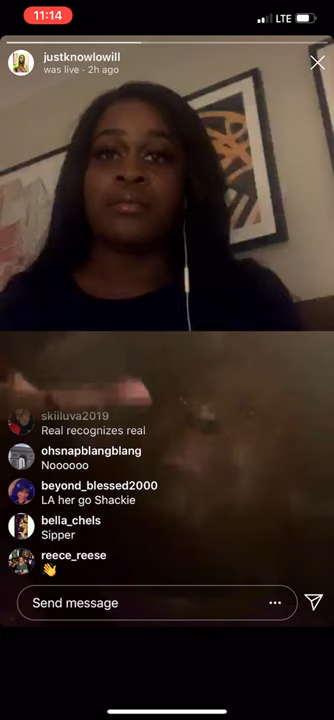 11:14
LTE
justknowlowill
was live · 2h ago
skiiluva2019
Real recognizes real
ohsnapblangblang
Noooooo
beyond_blessed2000
LA her go Shackie
bella_chels
Sipper
reece_reese
👋
Send message